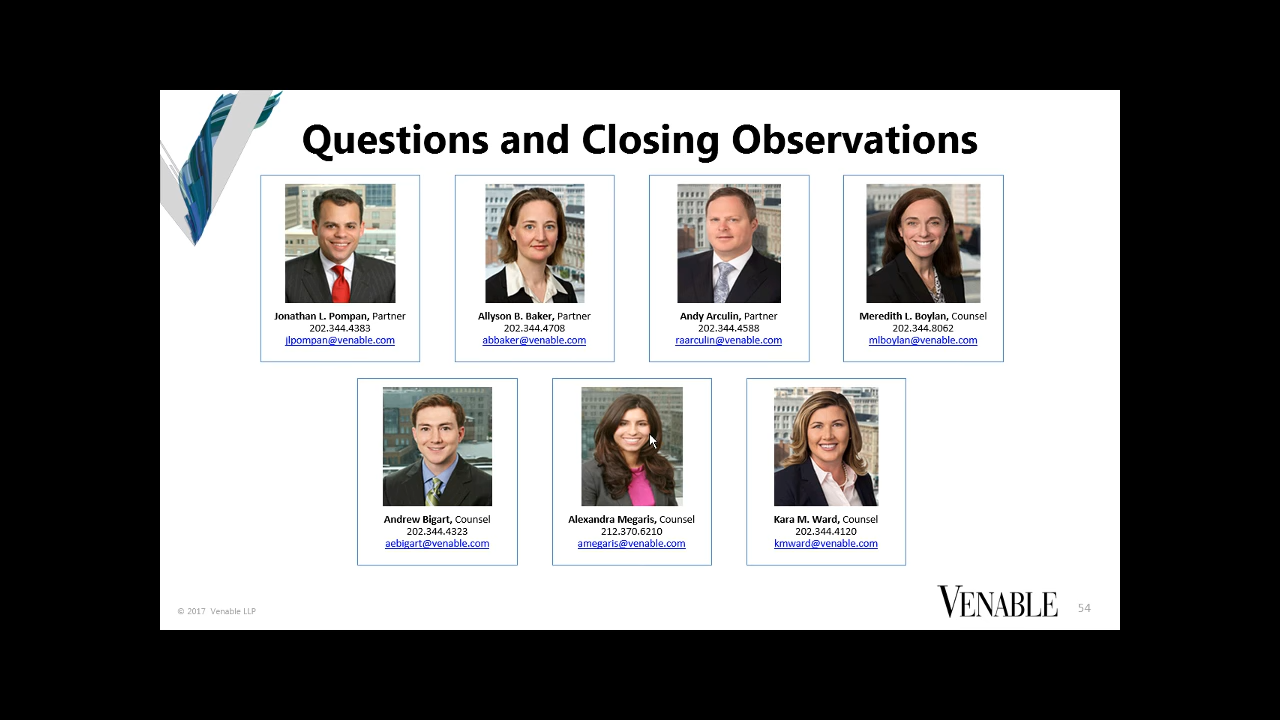 Questions and Closing Observations
Jonathan L. Pompan, Partner
202.344.4383
jlpompan@venable.com
Allyson B. Baker, Partner
202.344.4708
abbaker@venable.com
Andy Arculin, Partner
202.344.4588
raarculin@venable.com
Meredith L. Boylan, Counsel
202.344.8062
mlboylan@venable.com
Andrew Bigart, Counsel
202.344.4323
aebigart@venable.com
Alexandra Megaris, Counsel
212.370.6210
amegaris@venable.com
Kara M. Ward, Counsel
202.344.4120
kmward@venable.com
© 2017 Venable LLP
VENABLE
54